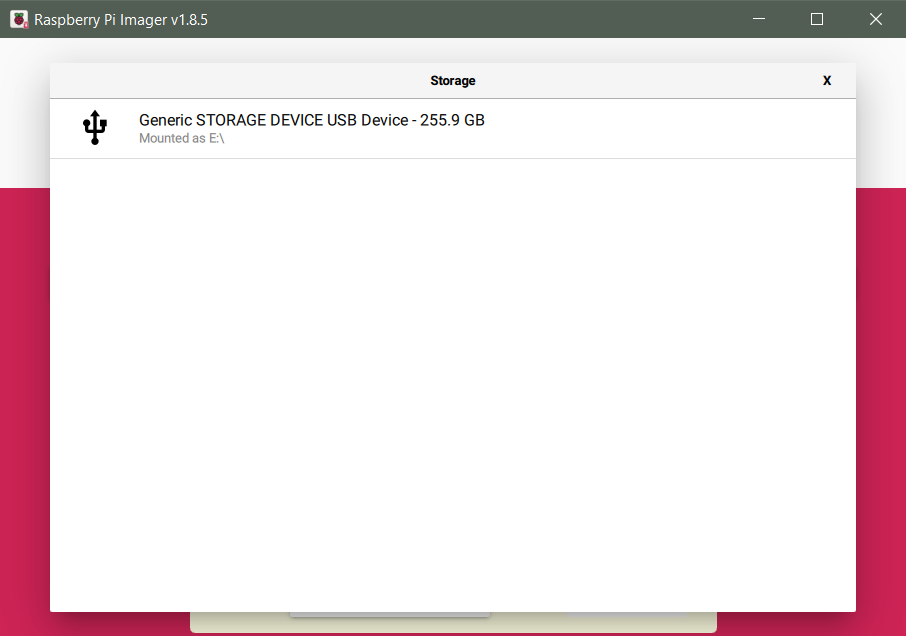 Raspberry Pi Imager v1.8.5
Storage
X
Generic STORAGE DEVICE USB Device - 255.9 GB
Mounted as E:\